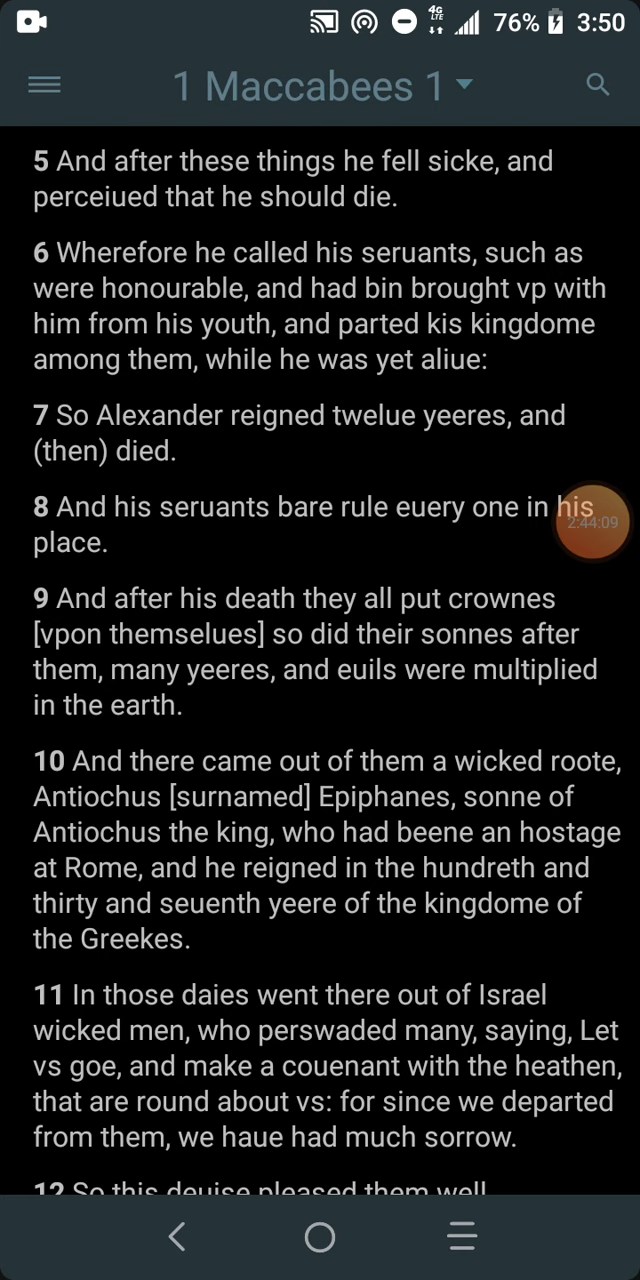 4G
LTE
76%
3:50
1 Maccabees 1
5 And after these things he fell sicke, and
perceiued that he should die.
6 Wherefore he called his seruants, such as
were honourable, and had bin brought vp with
him from his youth, and parted kis kingdome
among them, while he was yet aliue:
7 So Alexander reigned twelue yeeres, and
(then) died.
8 And his seruants bare rule euery one in his
place.
2:44:09
9 And after his death they all put crownes
[vpon themselues] so did their sonnes after
them, many yeeres, and euils were multiplied
in the earth.
10 And there came out of them a wicked roote,
Antiochus [surnamed] Epiphanes, sonne of
Antiochus the king, who had beene an hostage
at Rome, and he reigned in the hundreth and
thirty and seuenth yeere of the kingdome of
the Greekes.
11 In those daies went there out of Israel
wicked men, who perswaded many, saying, Let
vs goe, and make a couenant with the heathen,
that are round about vs: for since we departed
from them, we haue had much sorrow.
12 So this deuise pleased them well